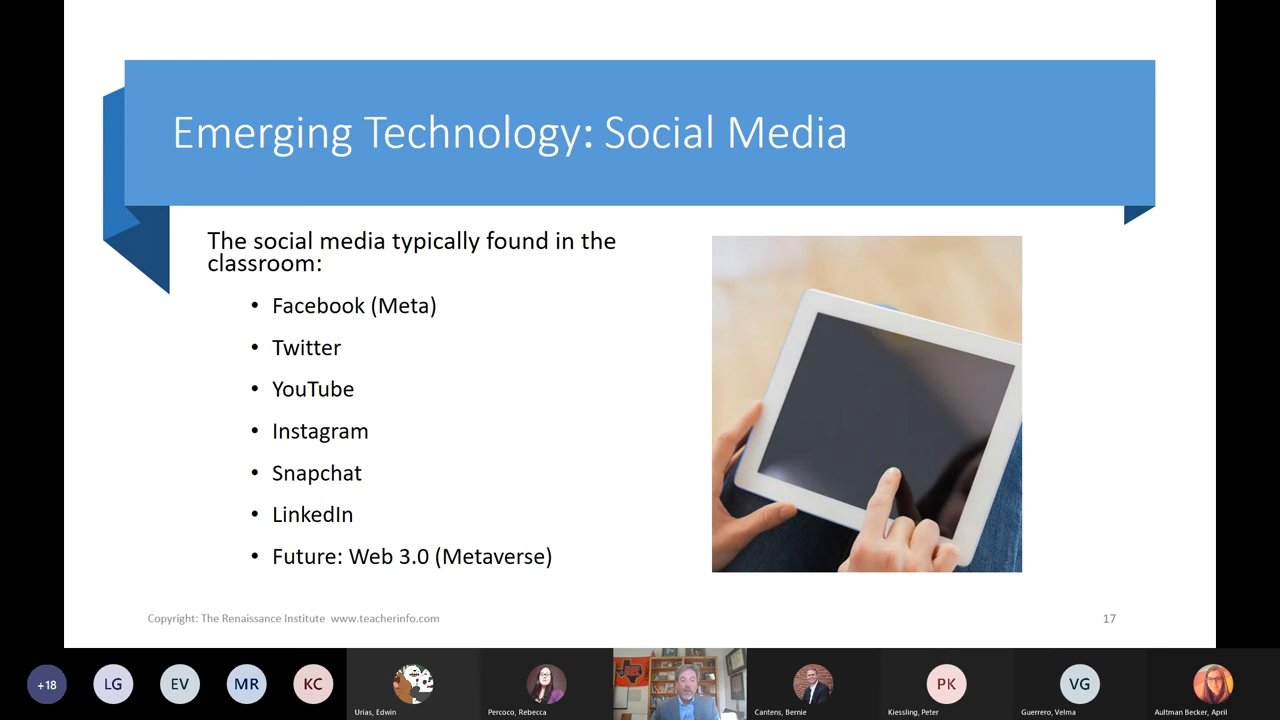 Emerging Technology: Social Media
The social media typically found in the
classroom:
• Facebook (Meta)
• Twitter
• YouTube
• Instagram
• Snapchat
• LinkedIn
• Future: Web 3.0 (Metaverse)
Copyright: The Renaissance Institute www.teacherinfo.com
17
+18
LG
EV
MR
KC
Urias, Edwin
Percoco, Rebecca
Cantens, Bernie
PK
Kiessling, Peter
VG
Guerrero, Velma
Aultman Becker, April